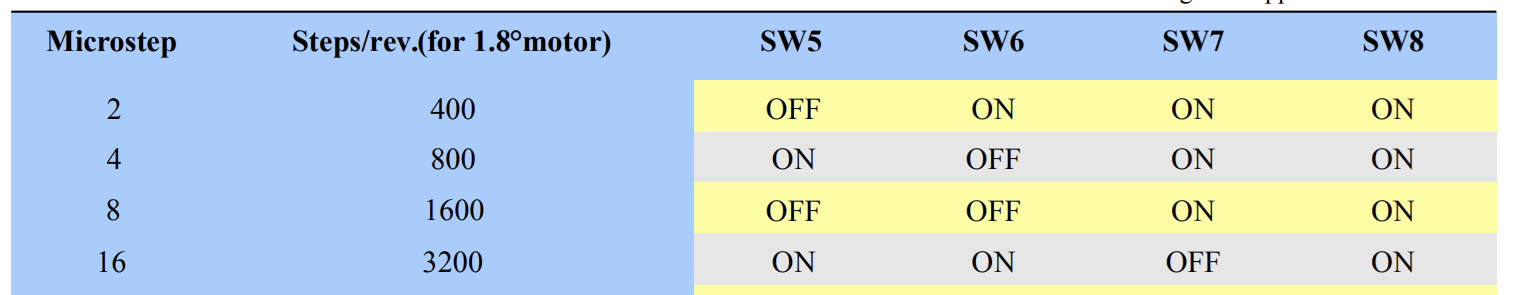 Microstep Steps/rev.(for 1.8°motor) SW5 SW6 SW7 SW8
2 400 OFF ON ON ON
4 800 ON OFF ON ON
8 1600 OFF OFF ON ON
16 3200 ON ON OFF ON